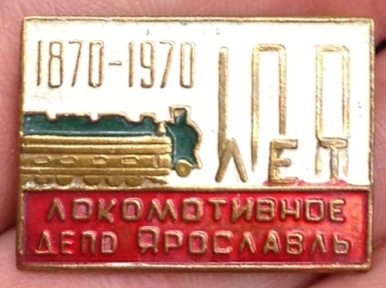 1870-1970
100
ЛЕТ
ЛОКОМОТИВНОЕ
ДЕПО ЯРОСЛАВЛЬ